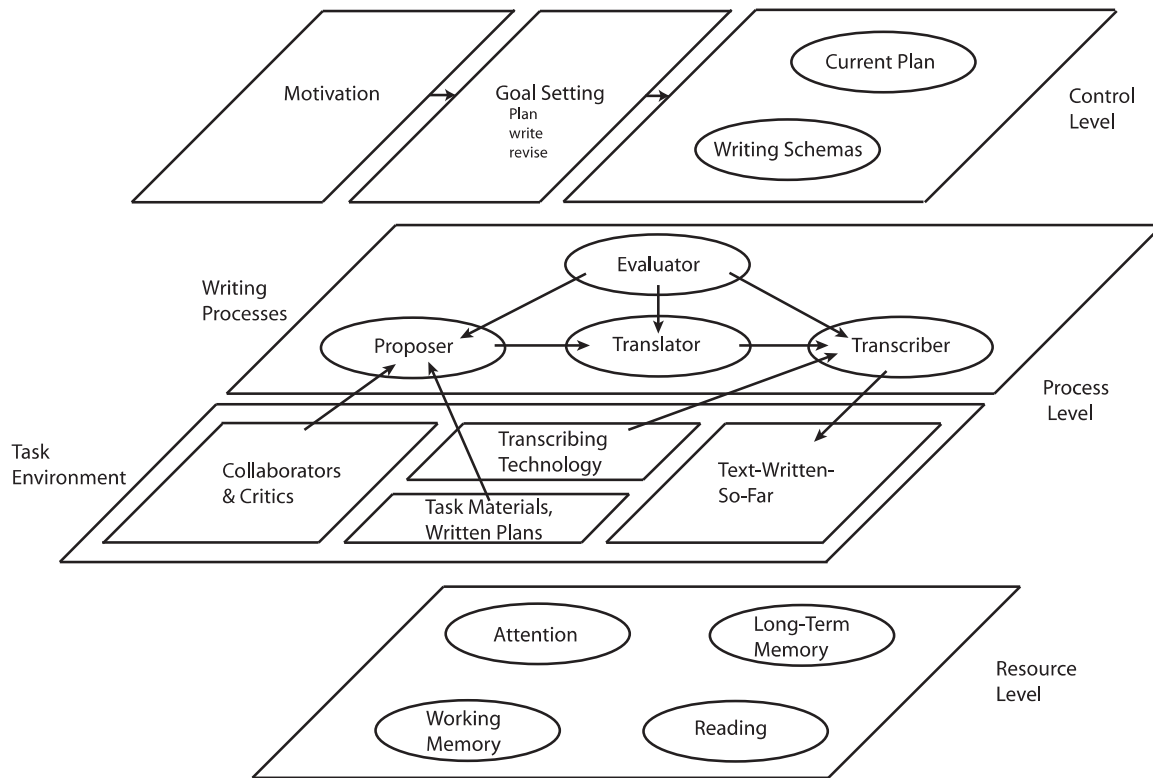 Motivation
Goal Setting
Plan
write
revise
Current Plan
Writing Schemas
Control
Level
Writing
Processes
Evaluator
Proposer
Translator
Transcriber
Process
Level
Task
Environment
Collaborators
& Critics
Transcribing
Technology
Task Materials,
Written Plans
Text-Written-
So-Far
Attention
Long-Term
Memory
Working
Memory
Reading
Resource
Level